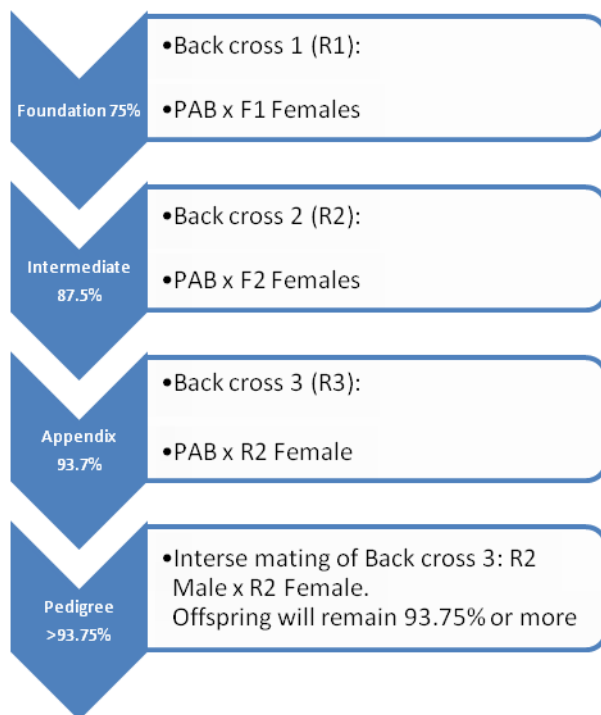 Foundation 75%
•Back cross 1 (R1):
•PAB x F1 Females
Intermediate
87.5%
•Back cross 2 (R2):
•PAB x F2 Females
Appendix
93.7%
•Back cross 3 (R3):
•PAB x R2 Female
Pedigree
>93.75%
•Interse mating of Back cross 3: R2
Male x R2 Female.
Offspring will remain 93.75% or more